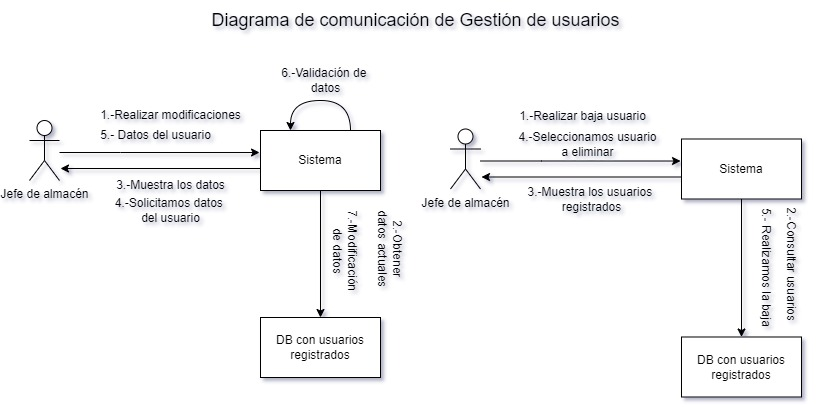 Diagrama de comunicación de Gestión de usuarios
6.-Validación de
datos
1.-Realizar modificaciones
5.- Datos del usuario
Sistema
Jefe de almacén
3.-Muestra los datos
4.-Solicitamos datos
del usuario
2.-Obtener
datos actuales
7.-Modificación
de datos
DB con usuarios
registrados
1.-Realizar baja usuario
4.-Seleccionamos usuario
a eliminar
Sistema
Jefe de almacén
3.-Muestra los usuarios
registrados
2.-Consultar usuarios
5.- Realizamos la baja
DB con usuarios
registrados